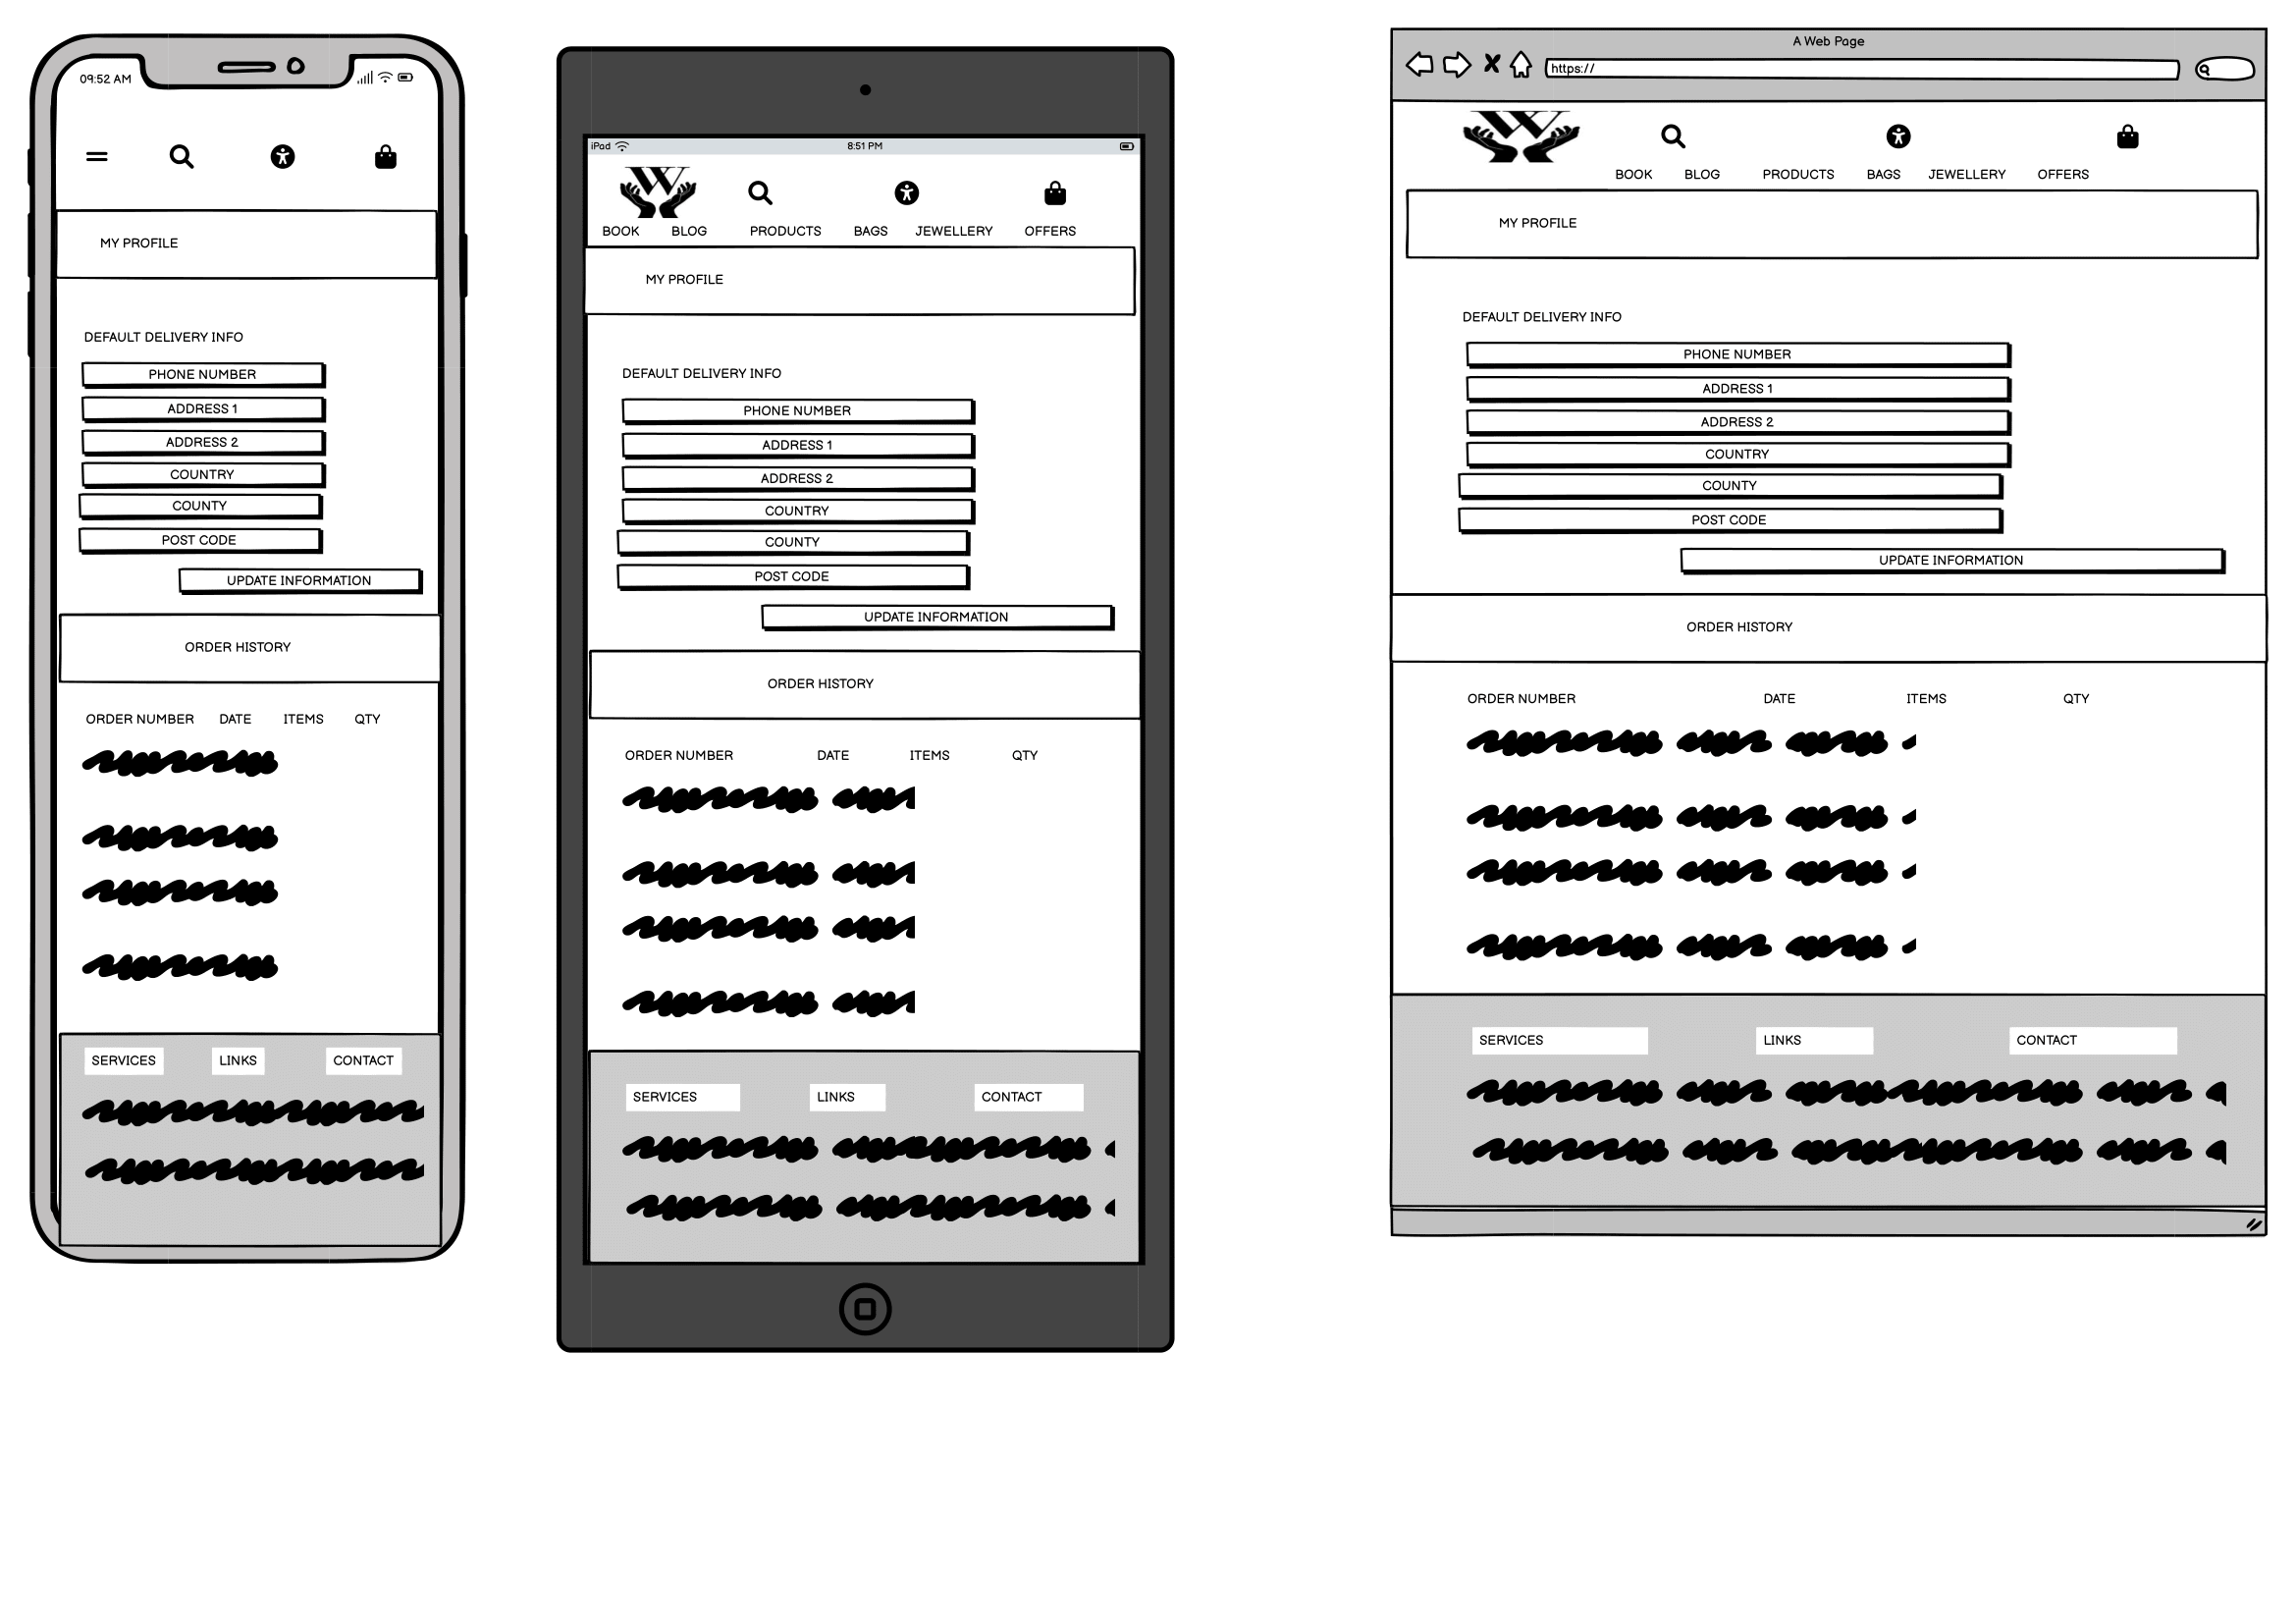 09:52 AM
MY PROFILE
DEFAULT DELIVERY INFO
PHONE NUMBER
ADDRESS 1
ADDRESS 2
COUNTRY
COUNTY
POST CODE
UPDATE INFORMATION
ORDER HISTORY
ORDER NUMBER DATE ITEMS QTY
SERVICES LINKS CONTACT
iPad 8:51 PM
W
BOOK BLOG PRODUCTS BAGS JEWELLERY OFFERS
MY PROFILE
DEFAULT DELIVERY INFO
PHONE NUMBER
ADDRESS 1
ADDRESS 2
COUNTRY
COUNTY
POST CODE
UPDATE INFORMATION
ORDER HISTORY
ORDER NUMBER DATE ITEMS QTY
SERVICES LINKS CONTACT
A Web Page
https://
W
BOOK BLOG PRODUCTS BAGS JEWELLERY OFFERS
MY PROFILE
DEFAULT DELIVERY INFO
PHONE NUMBER
ADDRESS 1
ADDRESS 2
COUNTRY
COUNTY
POST CODE
UPDATE INFORMATION
ORDER HISTORY
ORDER NUMBER DATE ITEMS QTY
SERVICES LINKS CONTACT